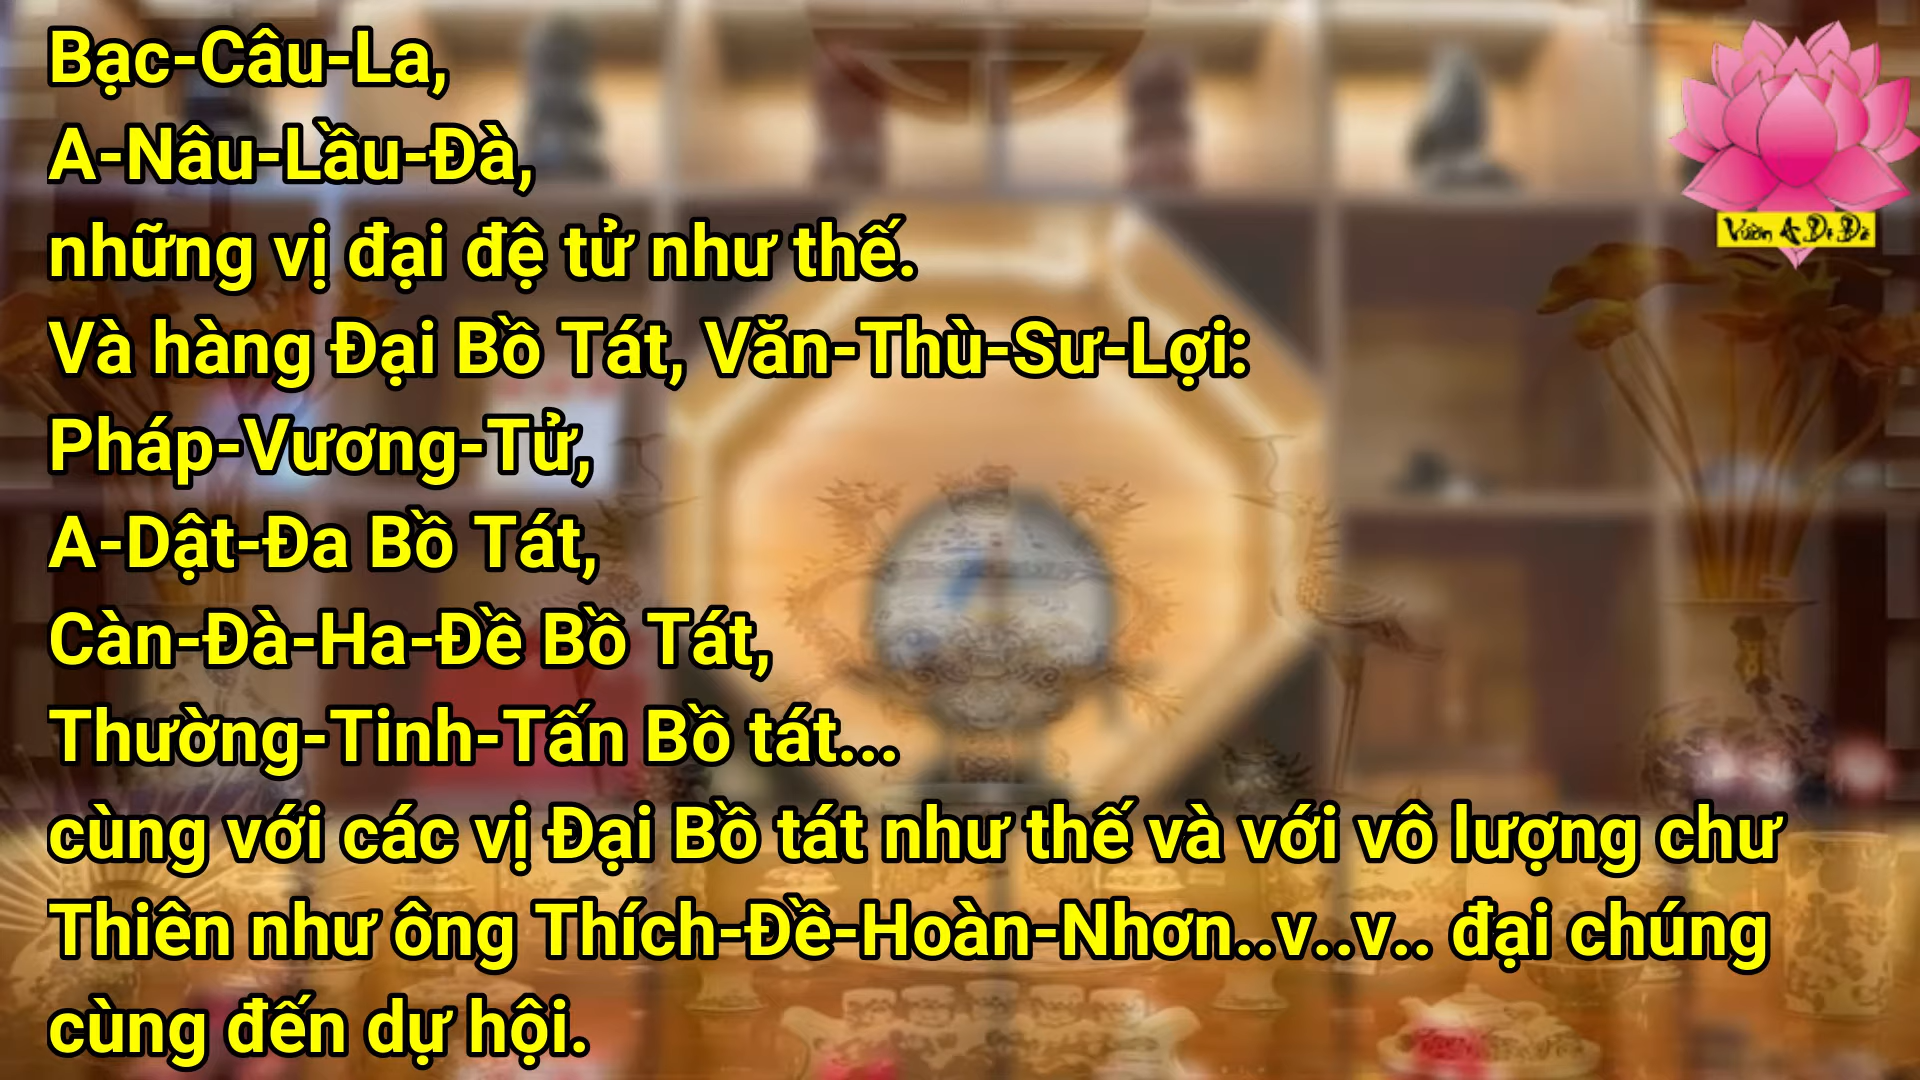 Bạc-Câu-La,
A-Nâu-Lầu-Đà,
những vị đại đệ tử như thế.
Và hàng Đại Bồ Tát, Văn-Thù-Sư-Lợi:
Pháp-Vương-Tử,
A-Dật-Đa Bồ Tát,
Càn-Đà-Ha-Đề Bồ Tát,
Thường-Tinh-Tấn Bồ tát...
cùng với các vị Đại Bồ tát như thế và với vô lượng chư
Thiên như ông Thích-Đề-Hoàn-Nhơn..v..v.. đại chúng
cùng đến dự hội.
Vườn A Di Đà